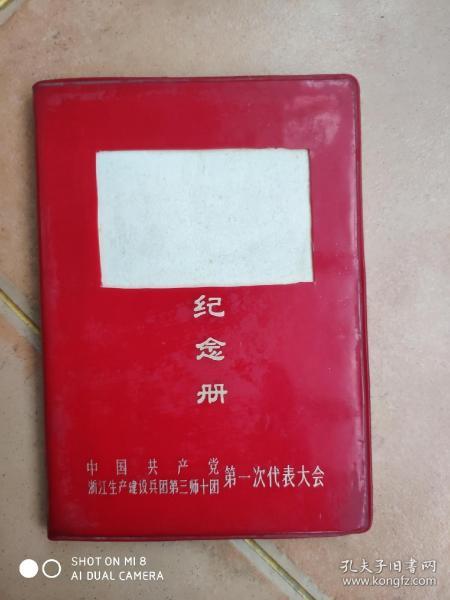 纪念册
中国共产党
浙江生产建设兵团第三师十团
第一次代表大会
SHOT ON MI 8
AI DUAL CAMERA
孔夫子旧书网
www.kongfz.com